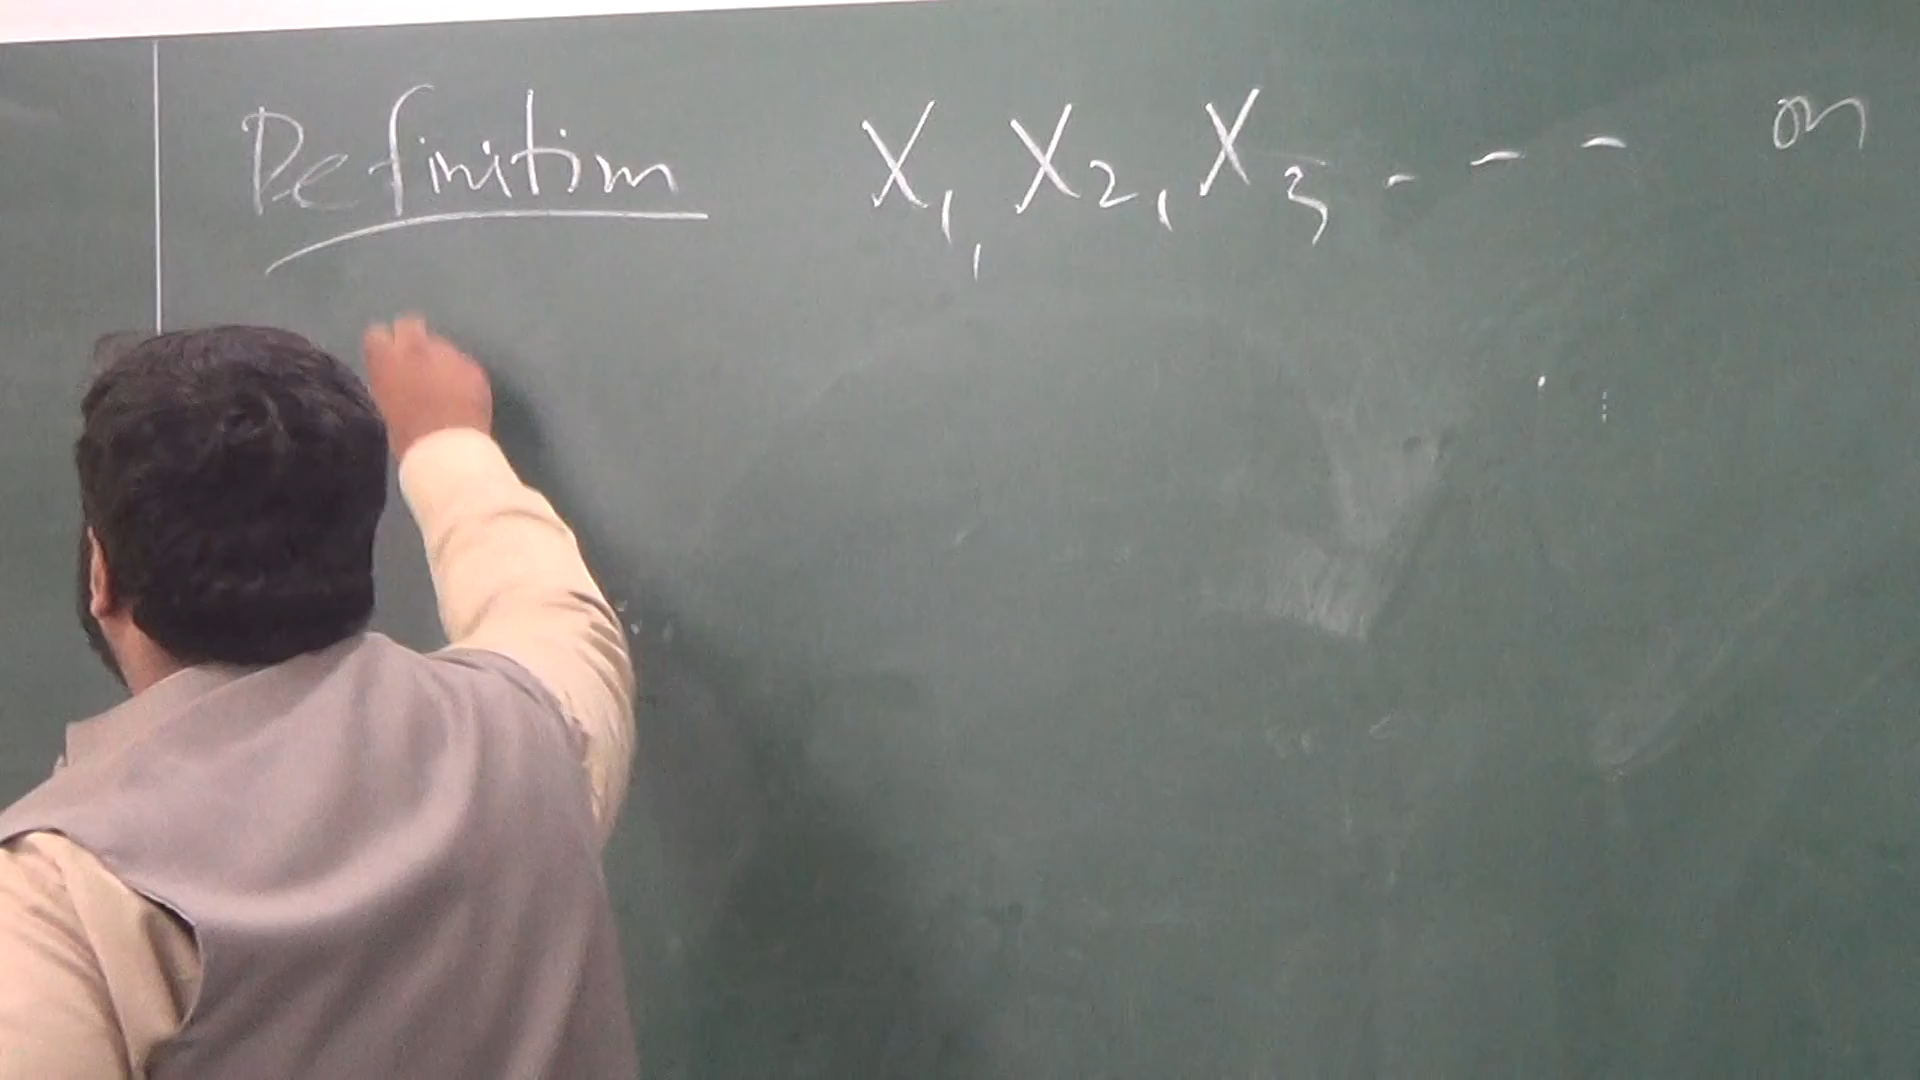 Definition X₁, X₂, X₃ - - - on